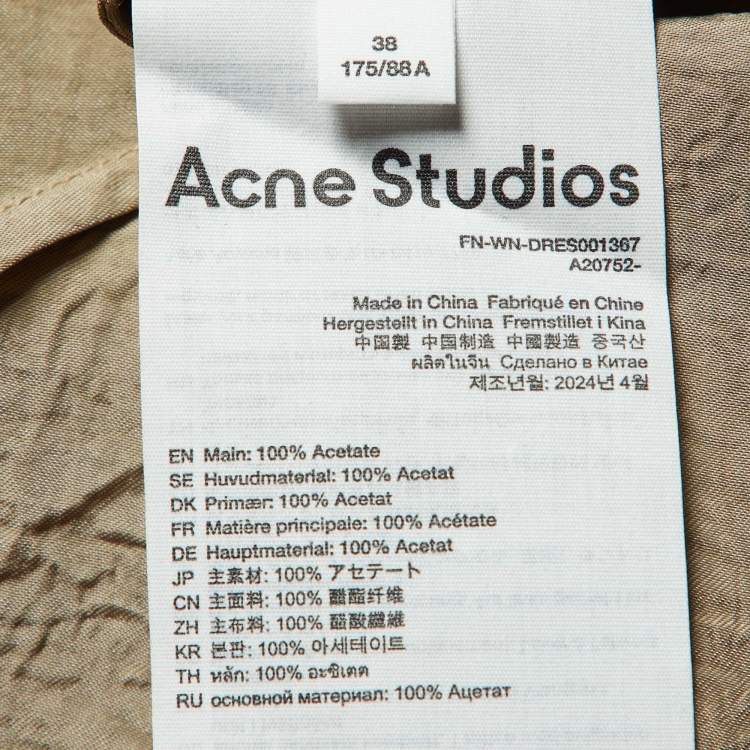 38
175/88A
Acne Studios
FN-WN-DRES001367
A20752-
Made in China Fabriqué en Chine
Hergestellt in China Fremstillet i Kina
中国製 中国制造 中國製造 중국산
ผลิตในจีน Сделано в Китае
제조년월: 2024년 4월
EN Main: 100% Acetate
SE Huvudmaterial: 100% Acetat
DK Primær: 100% Acetat
FR Matière principale: 100% Acétate
DE Hauptmaterial: 100% Acetat
JP 主素材: 100% アセテート
CN 主面料: 100% 醋酯纤维
ZH 主布料: 100% 醋酸纖維
KR 본판: 100% 아세테이트
TH หลัก: 100% อะซิเตต
RU основной материал: 100% Ацетат